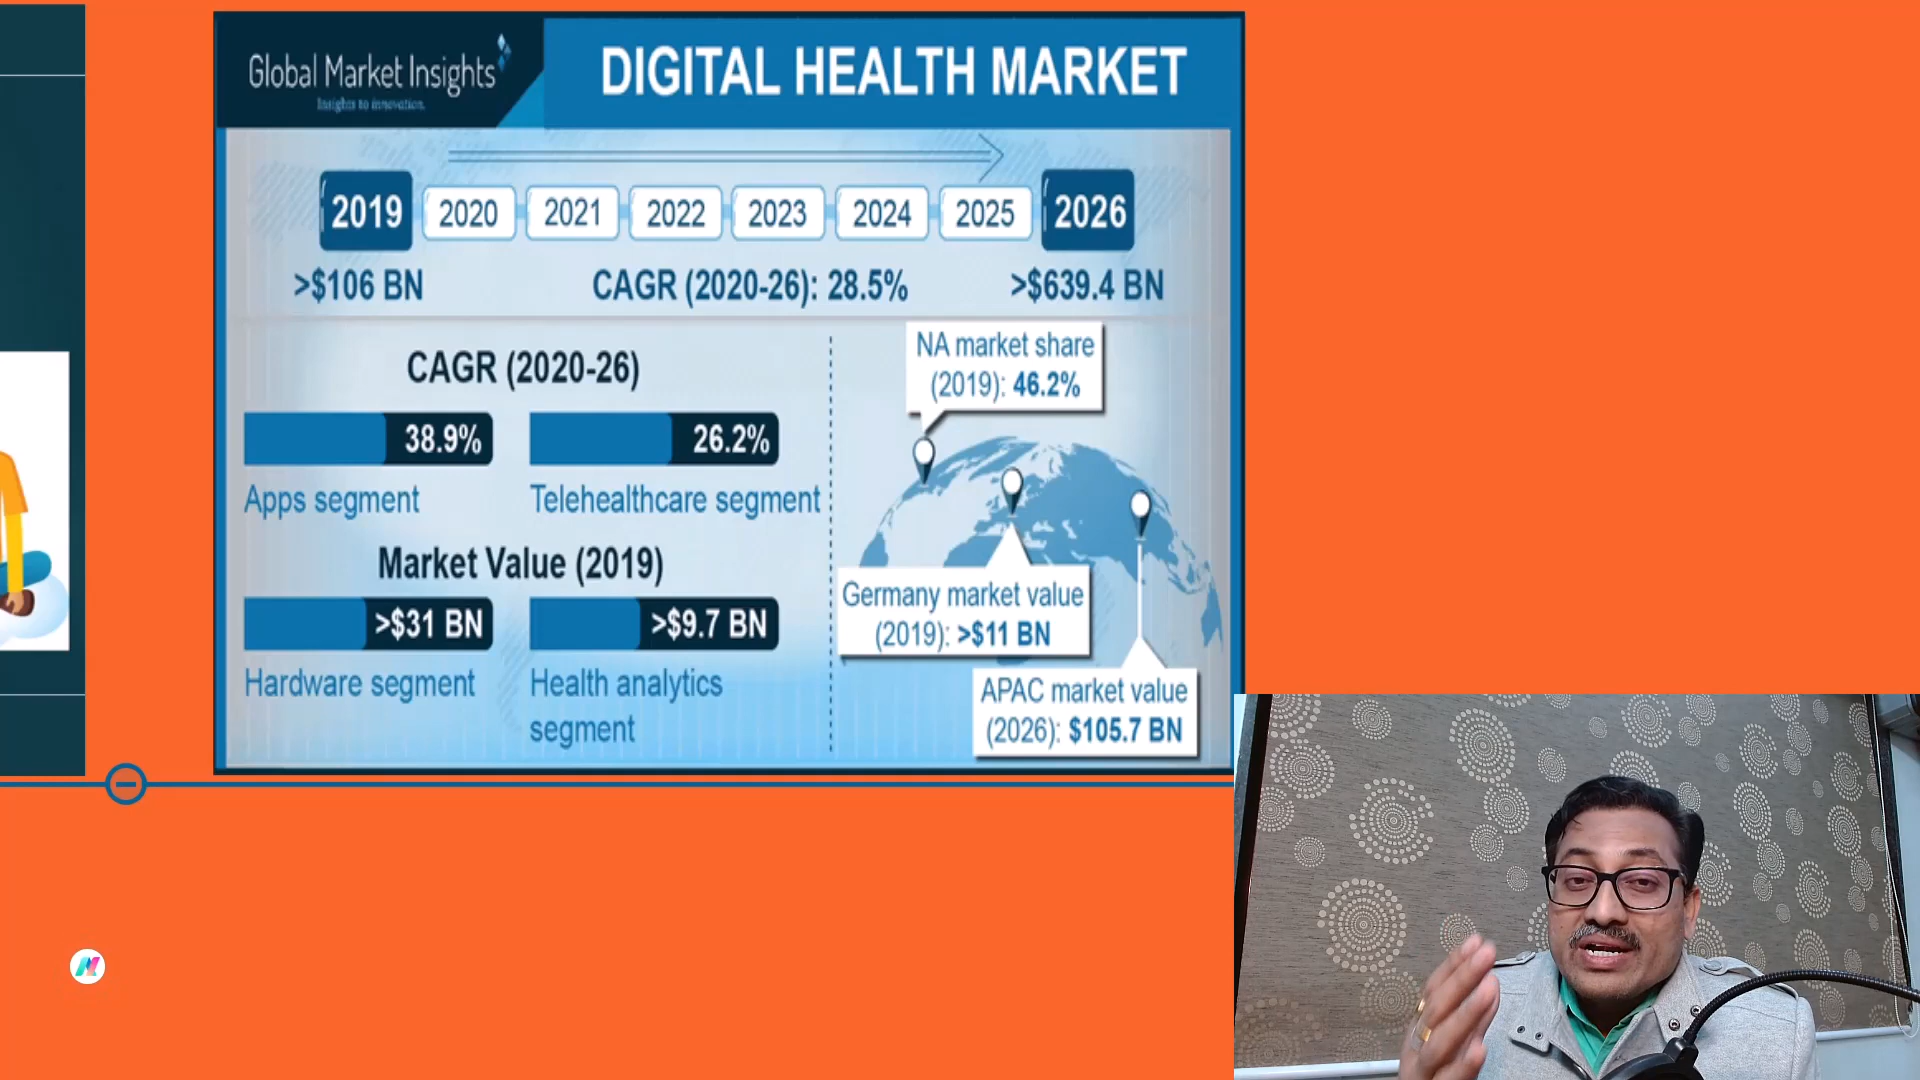 Global Market Insights
Insights to innovation.
DIGITAL HEALTH MARKET
2019 2020 2021 2022 2023 2024 2025 2026
>$106 BN CAGR (2020-26): 28.5% >$639.4 BN
CAGR (2020-26)
38.9% 26.2%
Apps segment Telehealthcare segment
Market Value (2019)
>$31 BN >$9.7 BN
Hardware segment Health analytics
segment
NA market share
(2019): 46.2%
Germany market value
(2019): >$11 BN
APAC market value
(2026): $105.7 BN